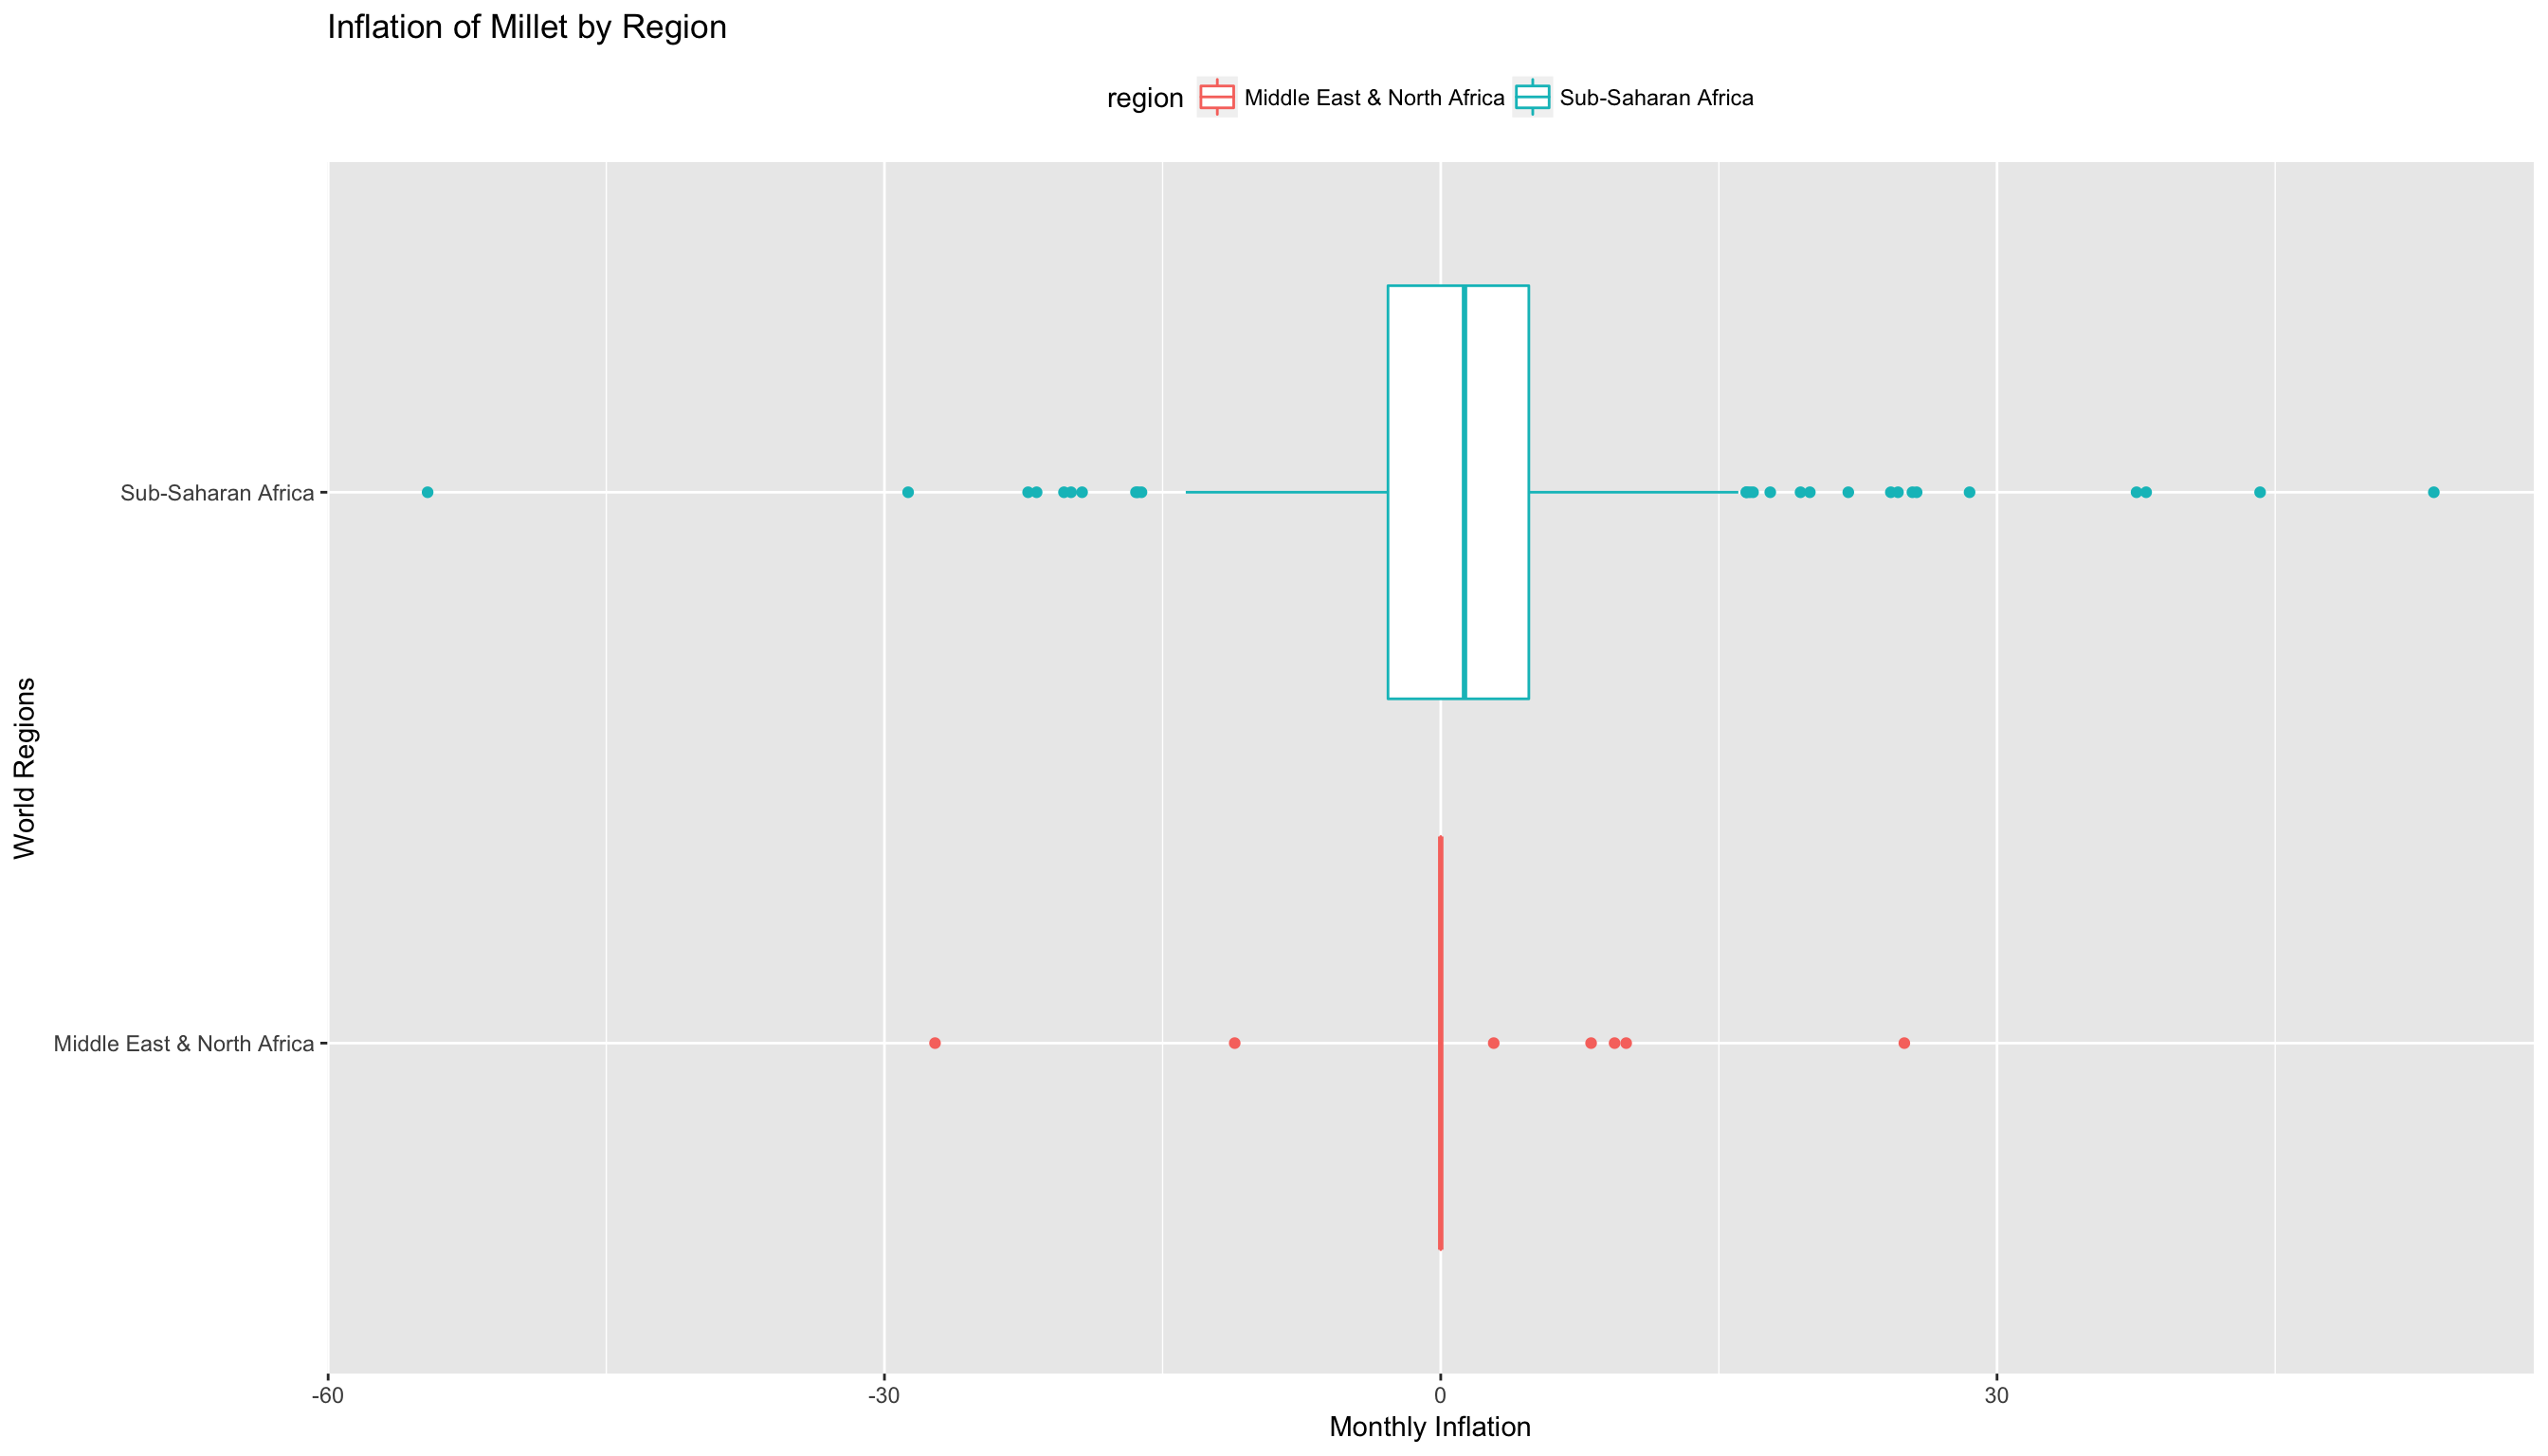 Inflation of Millet by Region
region Middle East & North Africa Sub-Saharan Africa
World Regions
Sub-Saharan Africa
Middle East & North Africa
-60 -30 0 30
Monthly Inflation